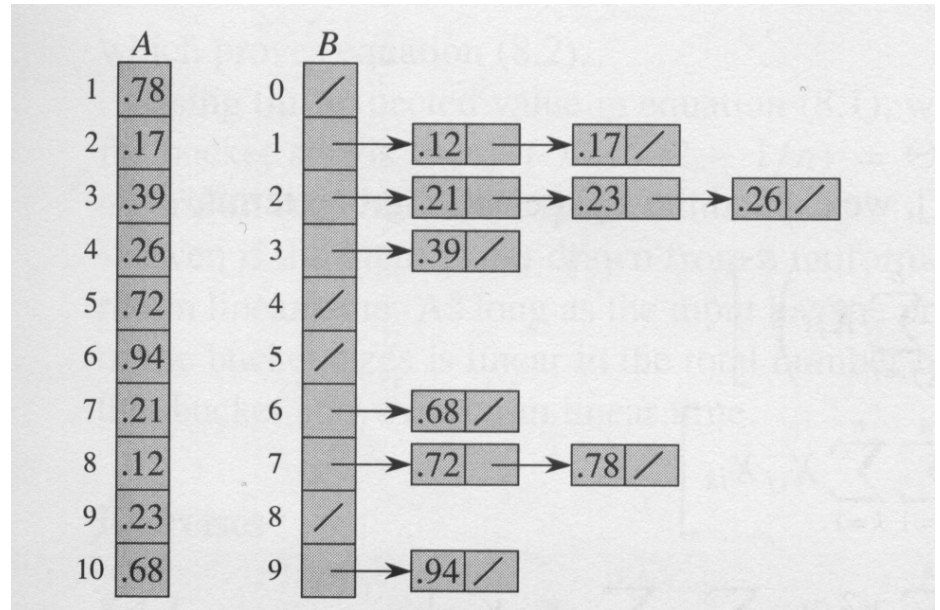 A B
1 .78 0 /
2 .17 1 .12 .17 /
3 .39 2 .21 .23 .26 /
4 .26 3 .39 /
5 .72 4 /
6 .94 5 /
7 .21 6 .68 /
8 .12 7 .72 .78 /
9 .23 8 /
10 .68 9 .94 /